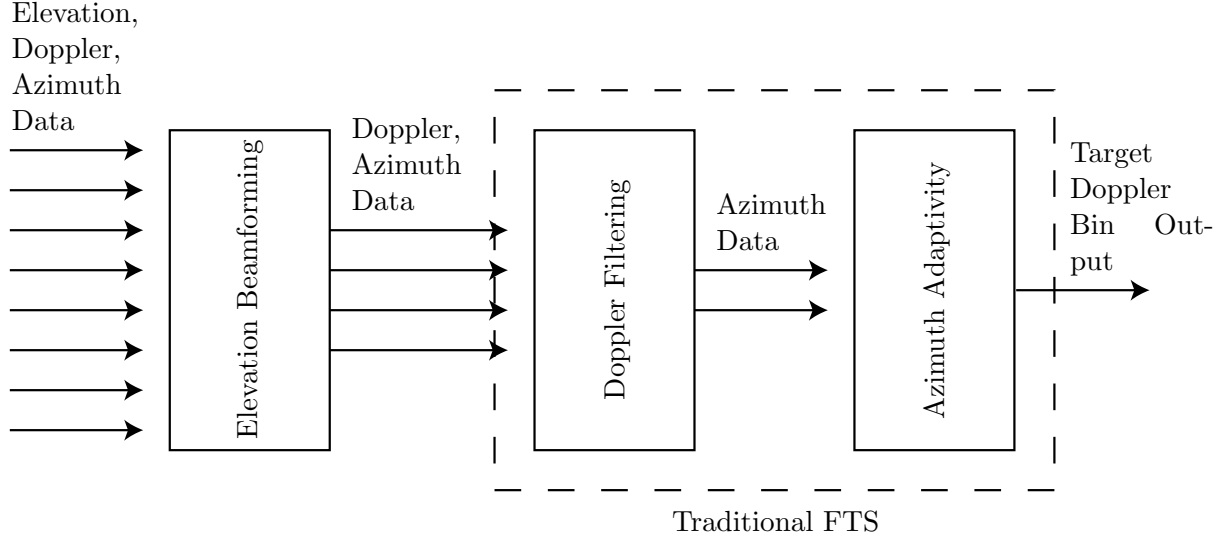 Elevation,
Doppler,
Azimuth
Data
Elevation Beamforming
Doppler,
Azimuth
Data
Doppler Filtering
Azimuth
Data
Azimuth Adaptivity
Target
Doppler
Bin Out-
put
Traditional FTS